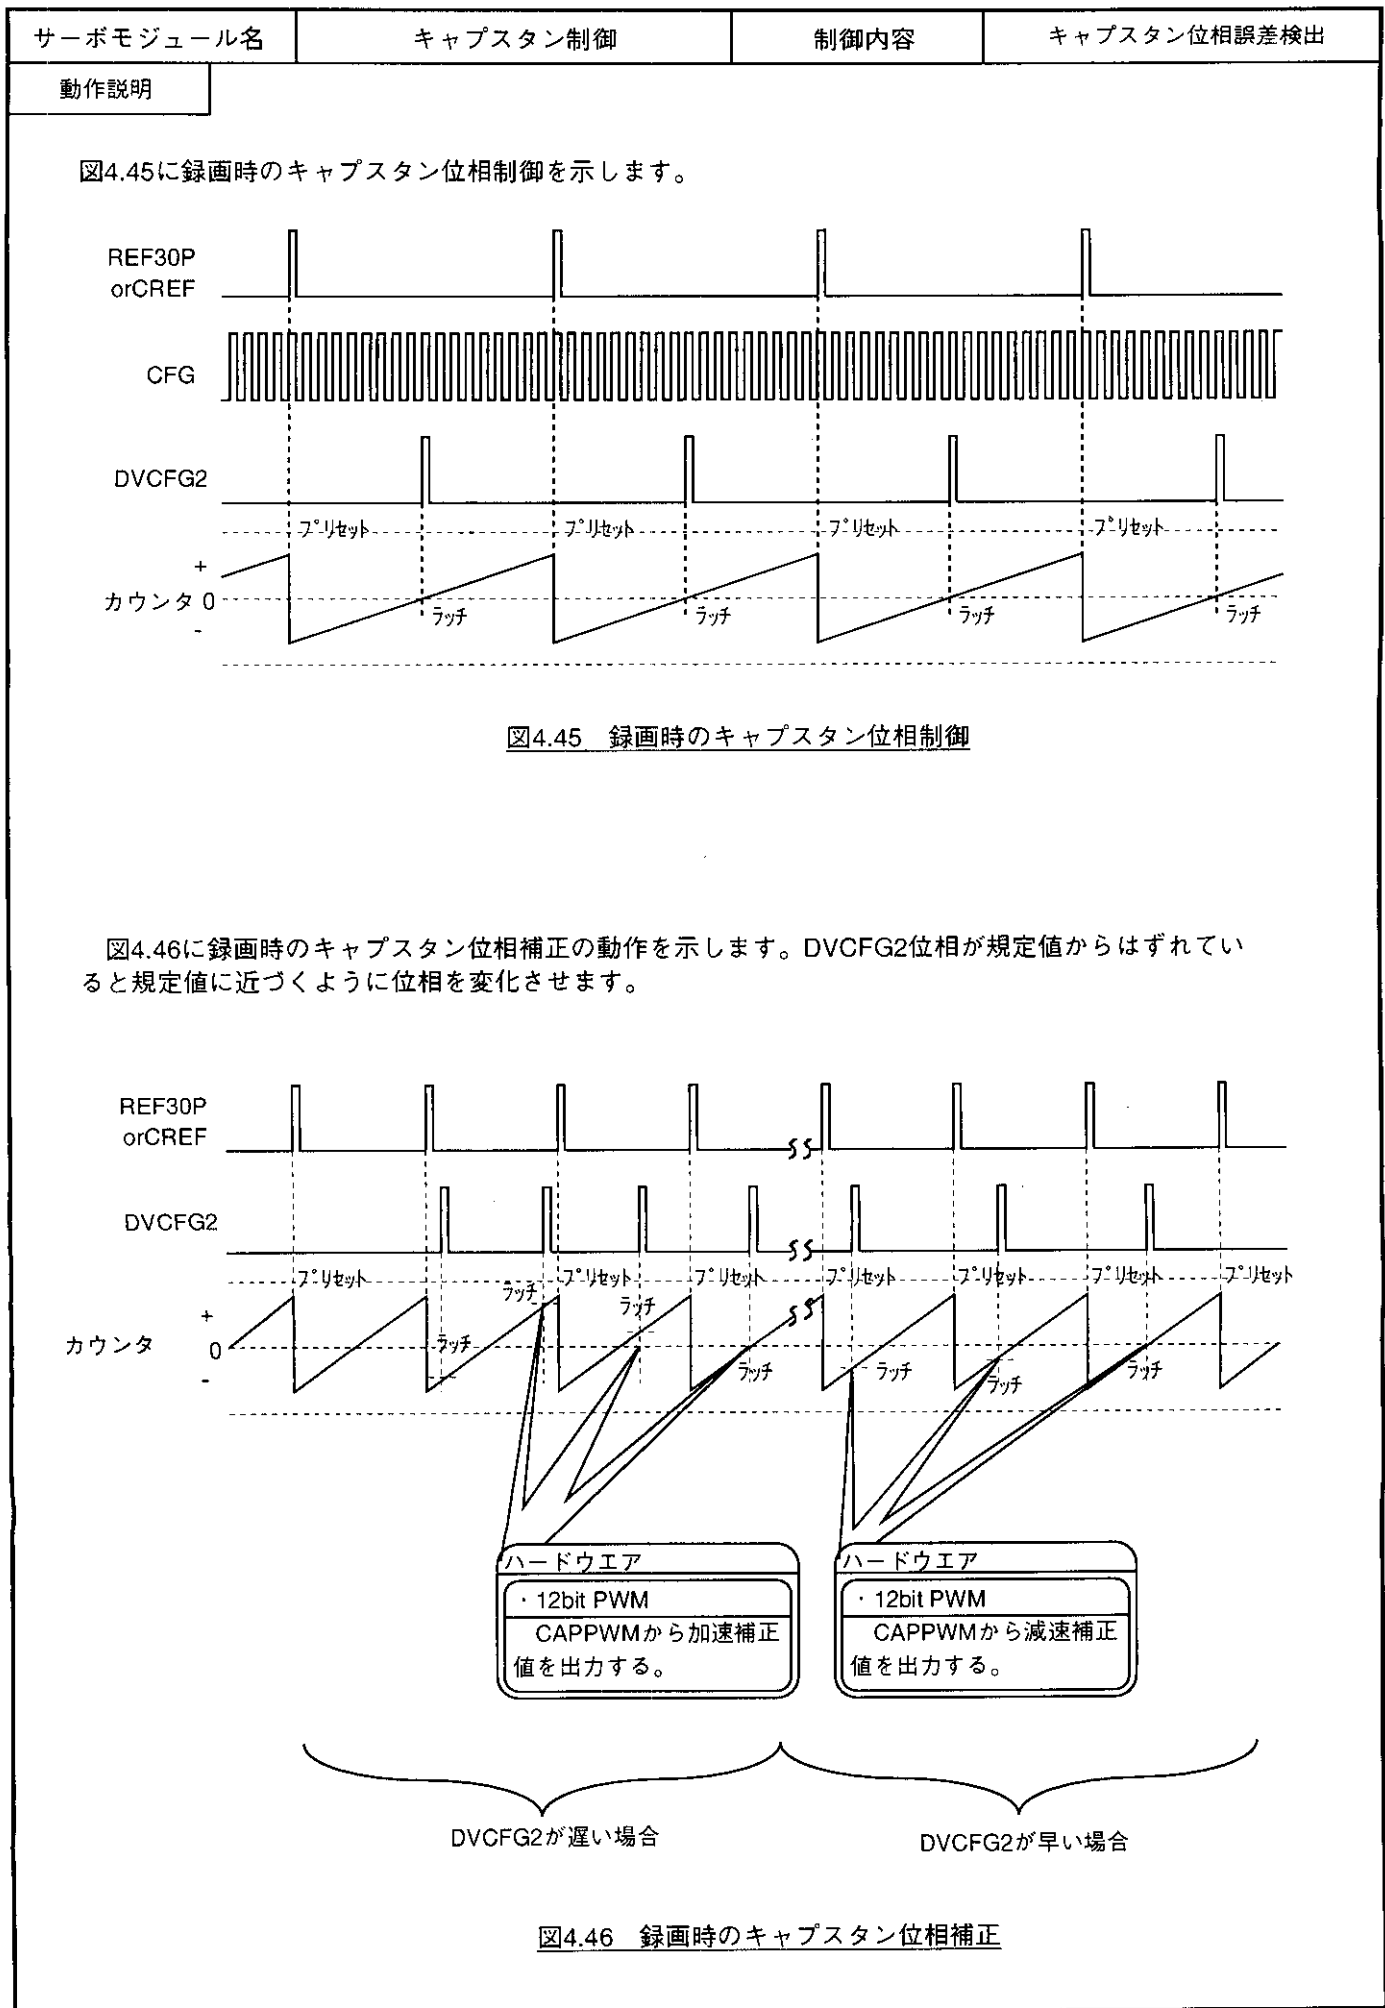 サーボモジュール名
キャプスタン制御
制御内容
キャプスタン位相誤差検出
動作説明
図4.45に録画時のキャプスタン位相制御を示します。
REF30P
orCREF
CFG
DVCFG2
プリセット
プリセット
プリセット
プリセット
+
カウンタ 0
-
ラッチ
ラッチ
ラッチ
ラッチ
図4.45 録画時のキャプスタン位相制御
図4.46に録画時のキャプスタン位相補正の動作を示します。DVCFG2位相が規定値からはずれてい
ると規定値に近づくように位相を変化させます。
REF30P
orCREF
DVCFG2
プリセット
ラッチ
プリセット
プリセット
プリセット
プリセット
プリセット
プリセット
ラッチ
+
カウンタ
0
-
ラッチ
ラッチ
ラッチ
ラッチ
ラッチ
ハードウエア
・12bit PWM
CAPPWMから加速補正
値を出力する。
ハードウエア
・12bit PWM
CAPPWMから減速補正
値を出力する。
DVCFG2が遅い場合
DVCFG2が早い場合
図4.46 録画時のキャプスタン位相補正